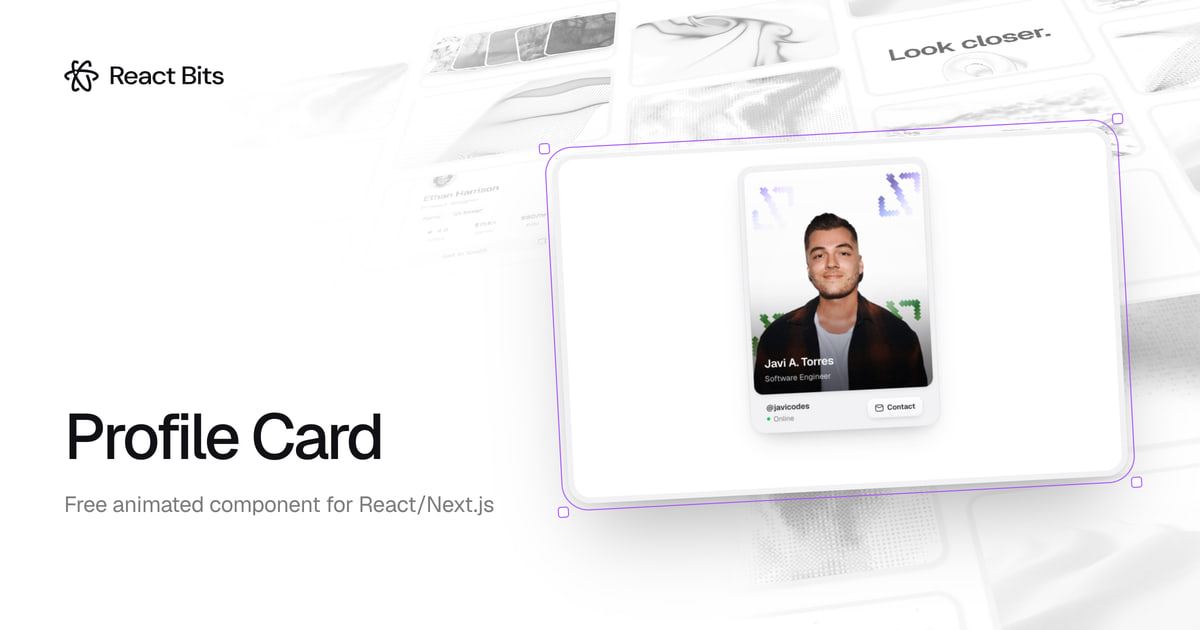 React Bits
Look closer.
Ethan Harrison
Javi A. Torres
Software Engineer
@javicodes
Online
Contact
Profile Card
Free animated component for React/Next.js